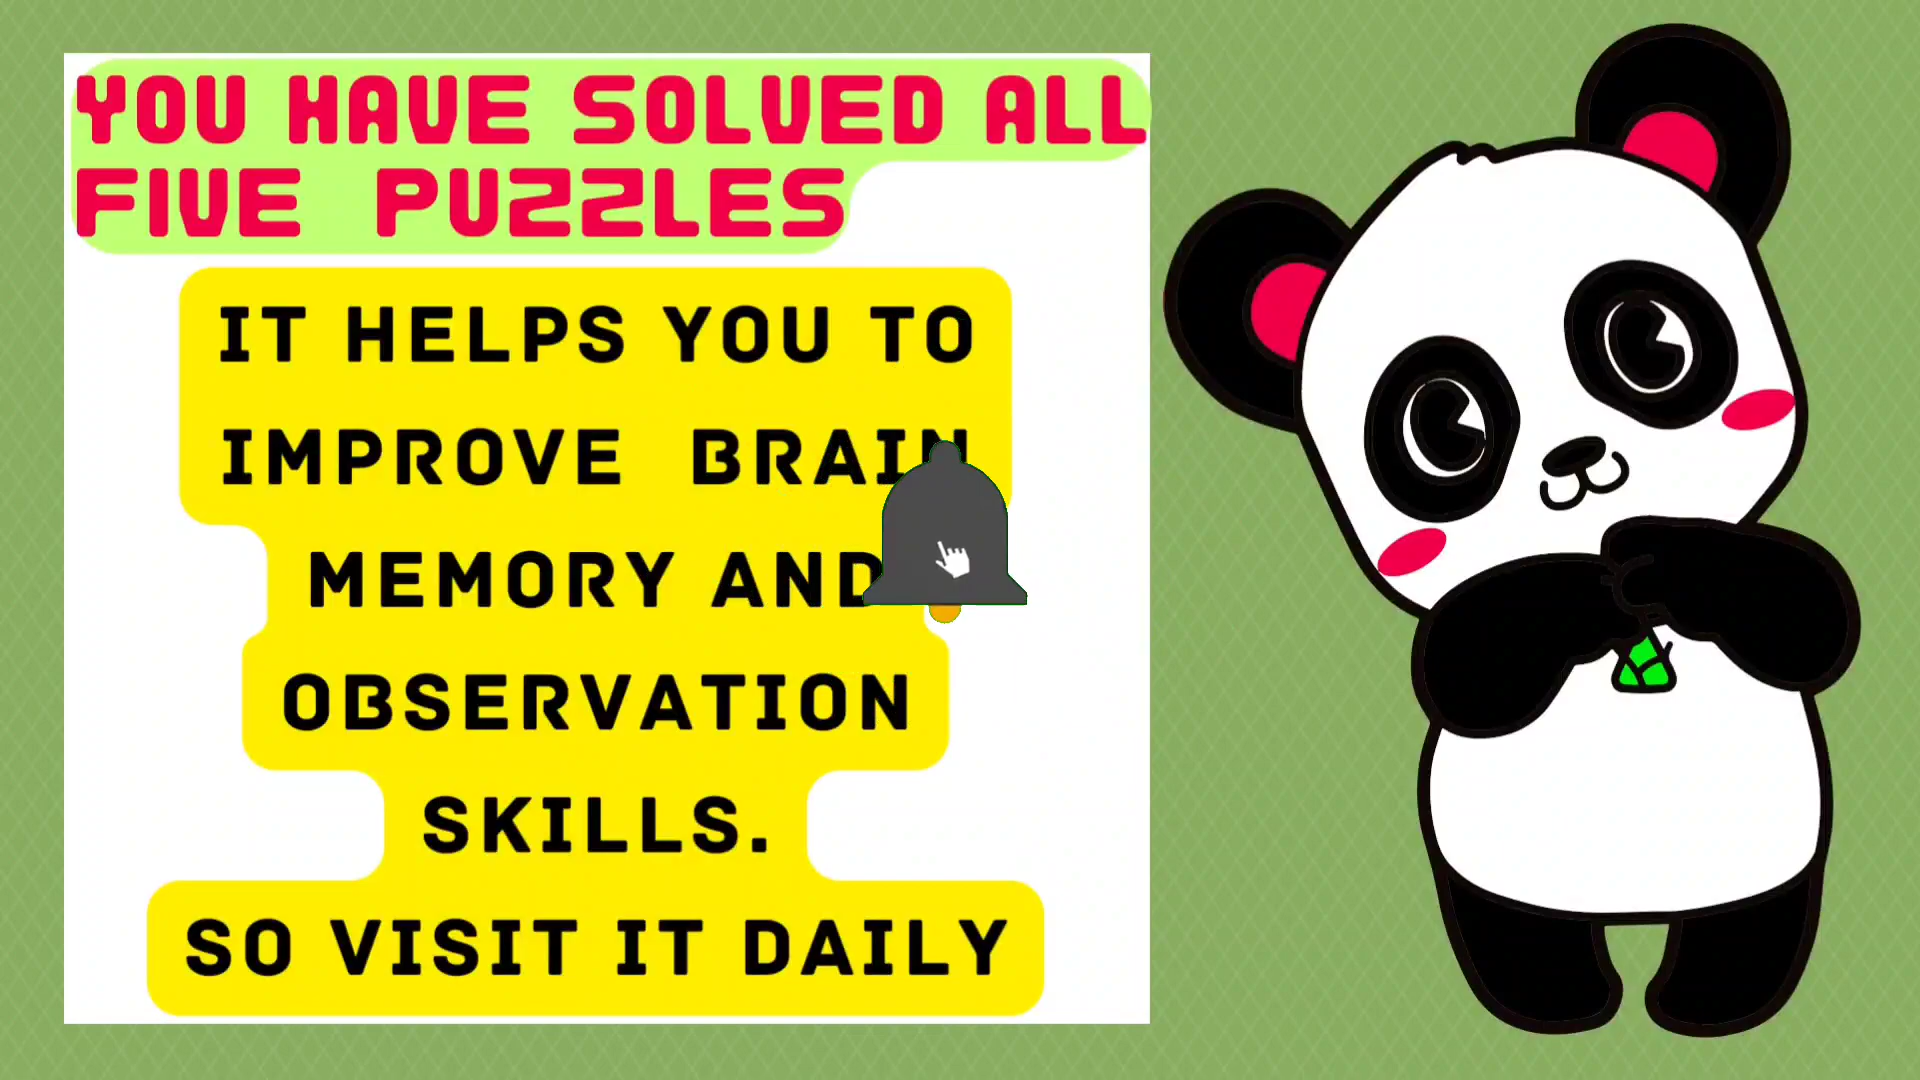 YOU HAVE SOLVED ALL
FIVE PUZZLES
IT HELPS YOU TO
IMPROVE BRAIN
MEMORY AND
OBSERVATION
SKILLS.
SO VISIT IT DAILY